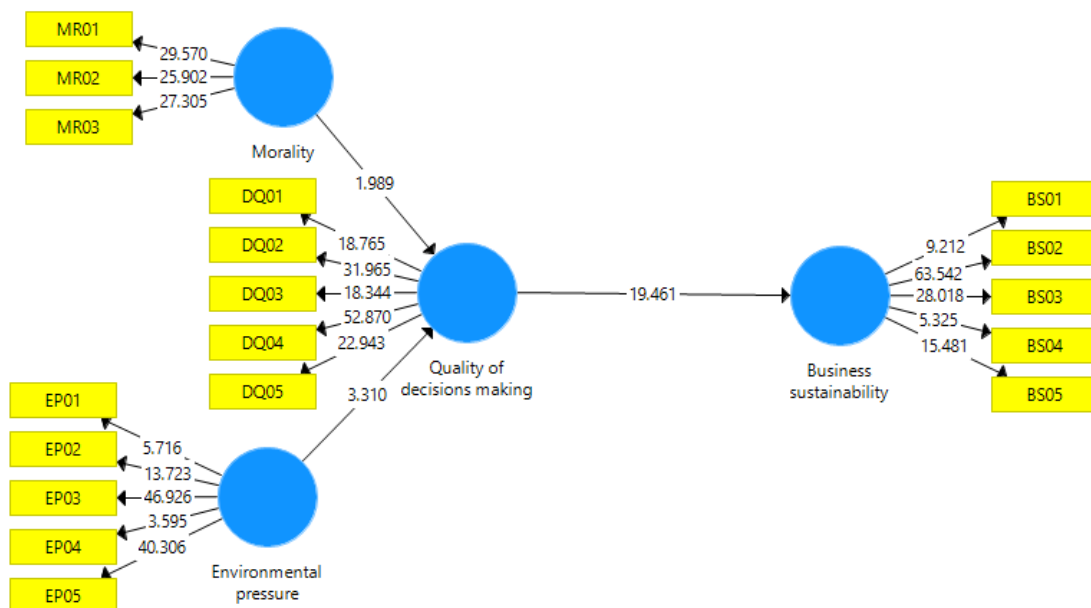 MR01
29.570
MR02
25.902
MR03
27.305
Morality
1.989
DQ01
18.765
DQ02
31.965
DQ03
18.344
DQ04
52.870
DQ05
22.943
Quality of
decisions making
19.461
BS01
9.212
BS02
63.542
BS03
28.018
BS04
5.325
BS05
15.481
Business
sustainability
3.310
EP01
5.716
EP02
13.723
EP03
46.926
EP04
3.595
EP05
40.306
Environmental
pressure